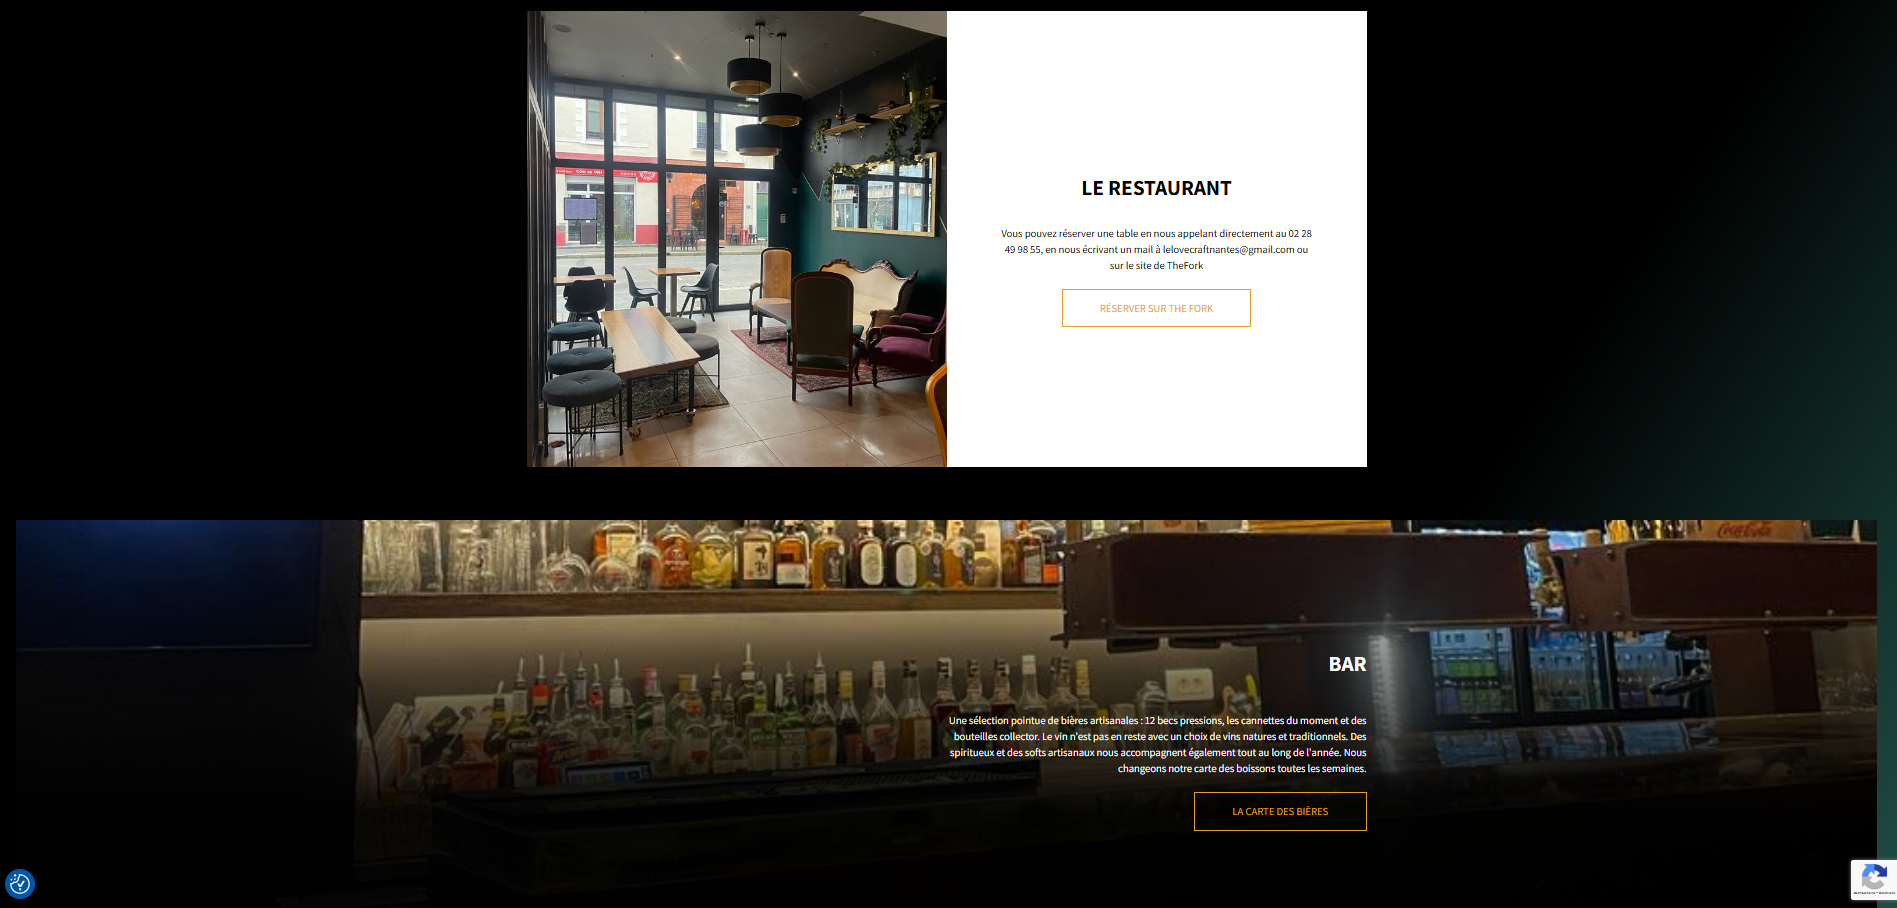 LE RESTAURANT
Vous pouvez réserver une table en nous appelant directement au 02 28
49 98 55, en nous écrivant un mail à lelovecraftnantes@gmail.com ou
sur le site de TheFork
RÉSERVER SUR THE FORK
Coca-Cola
BAR
Une sélection pointue de bières artisanales : 12 becs pressions, les cannettes du moment et des
bouteilles collector. Le vin n'est pas en reste avec un choix de vins natures et traditionnels. Des
spiritueux et des softs artisanaux nous accompagnent également tout au long de l'année. Nous
changeons notre carte des boissons toutes les semaines.
LA CARTE DES BIÈRES